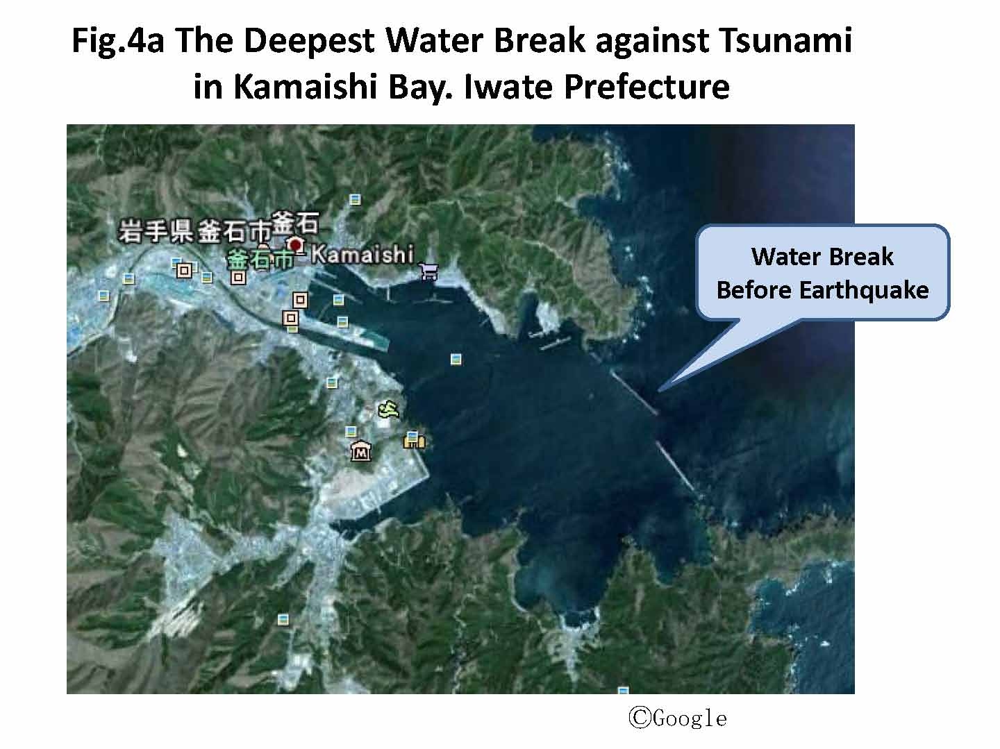 Fig.4a The Deepest Water Break against Tsunami
in Kamaishi Bay. Iwate Prefecture
釜石
岩手県釜石市
Kamaishi
釜石市
Water Break
Before Earthquake
M
©Google